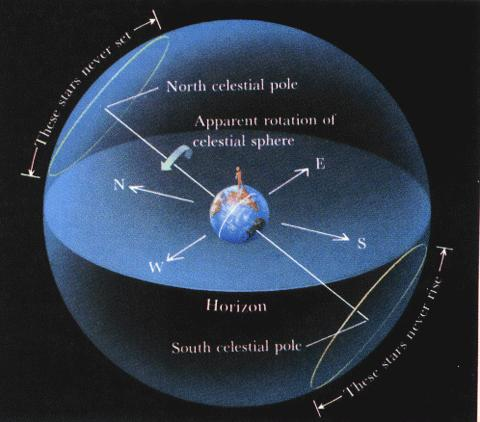 These stars never set
North celestial pole
Apparent rotation of
celestial sphere
E
N
S
W
Horizon
South celestial pole
These stars never rise